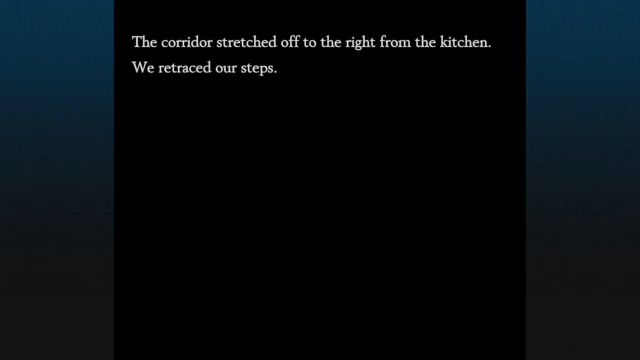 The corridor stretched off to the right from the kitchen.
We retraced our steps.